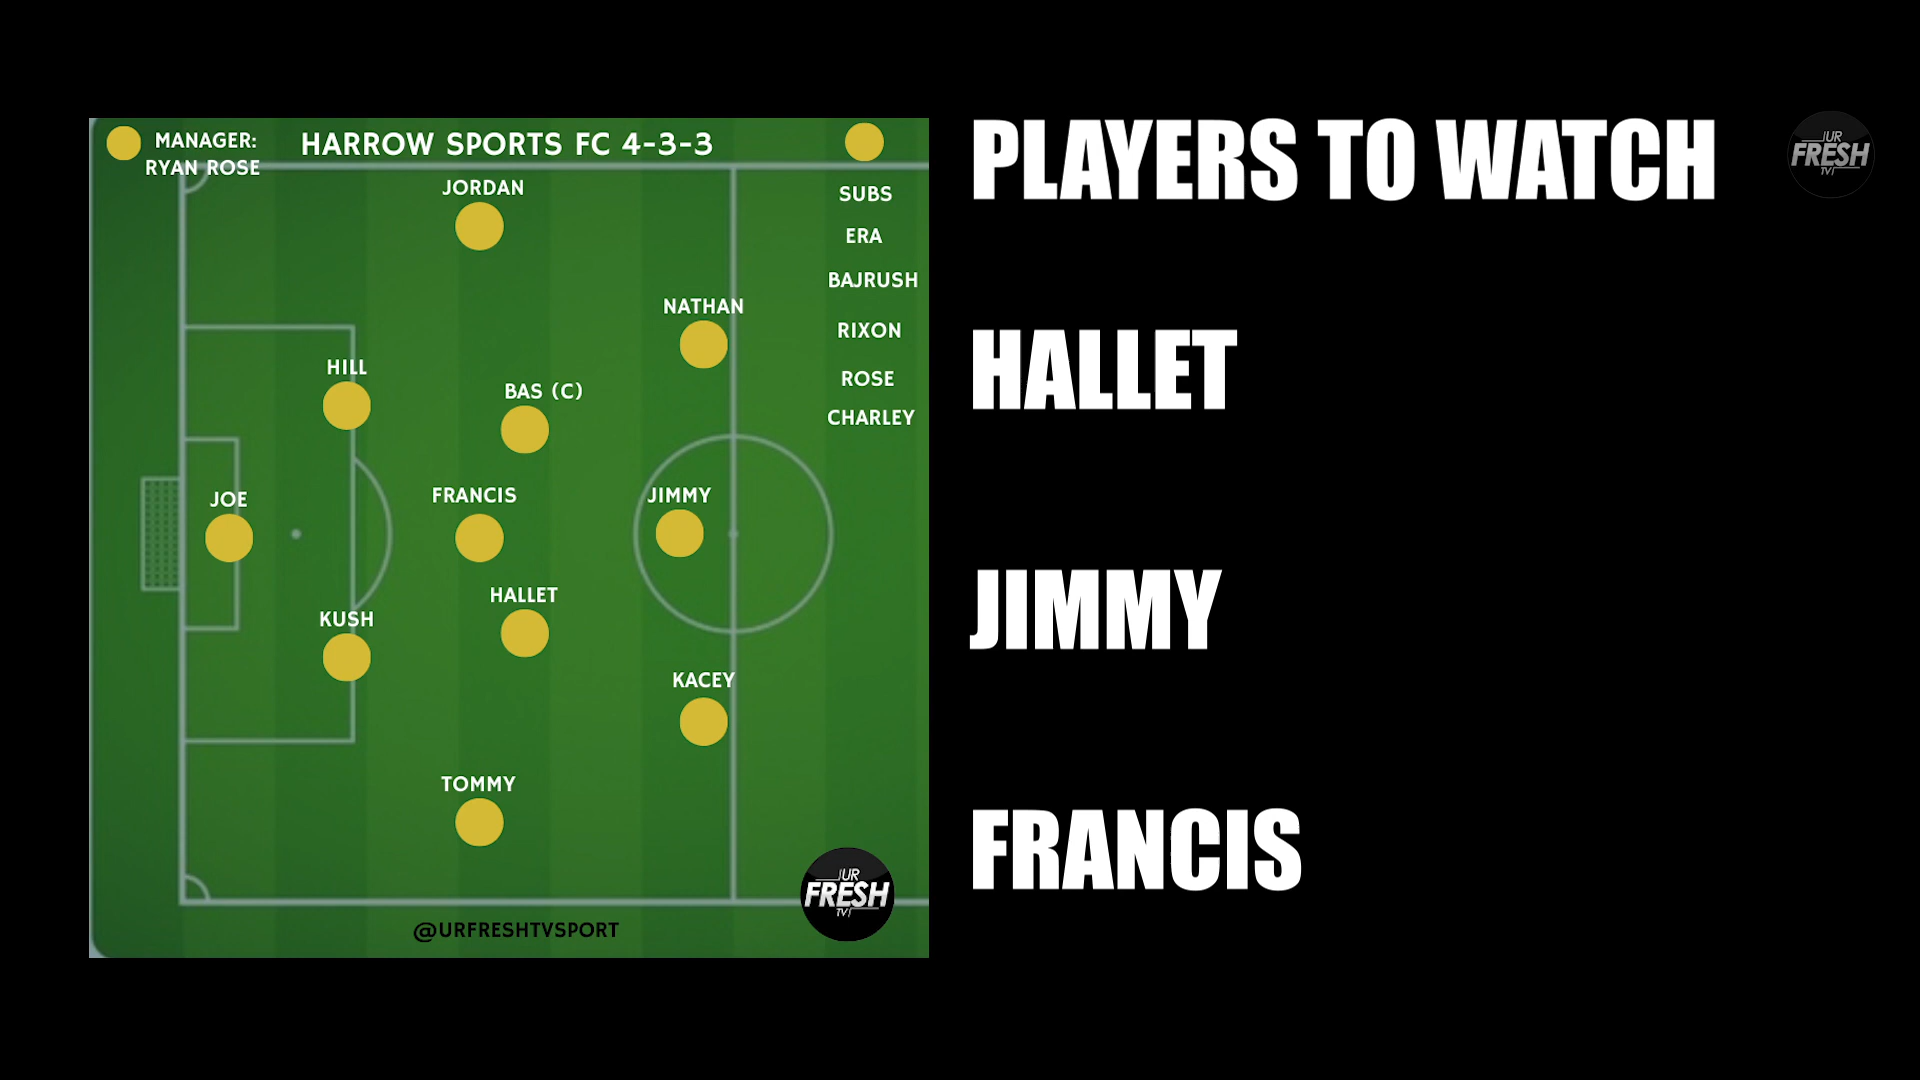 MANAGER:
RYAN ROSE
HARROW SPORTS FC 4-3-3
SUBS
ERA
BAJRUSH
RIXON
ROSE
CHARLEY
JORDAN
NATHAN
HILL
BAS (C)
JOE
FRANCIS
JIMMY
HALLET
KUSH
KACEY
TOMMY
@URFRESHTVSPORT
UR
FRESH
TV
PLAYERS TO WATCH
HALLET
JIMMY
FRANCIS
UR
FRESH
TV